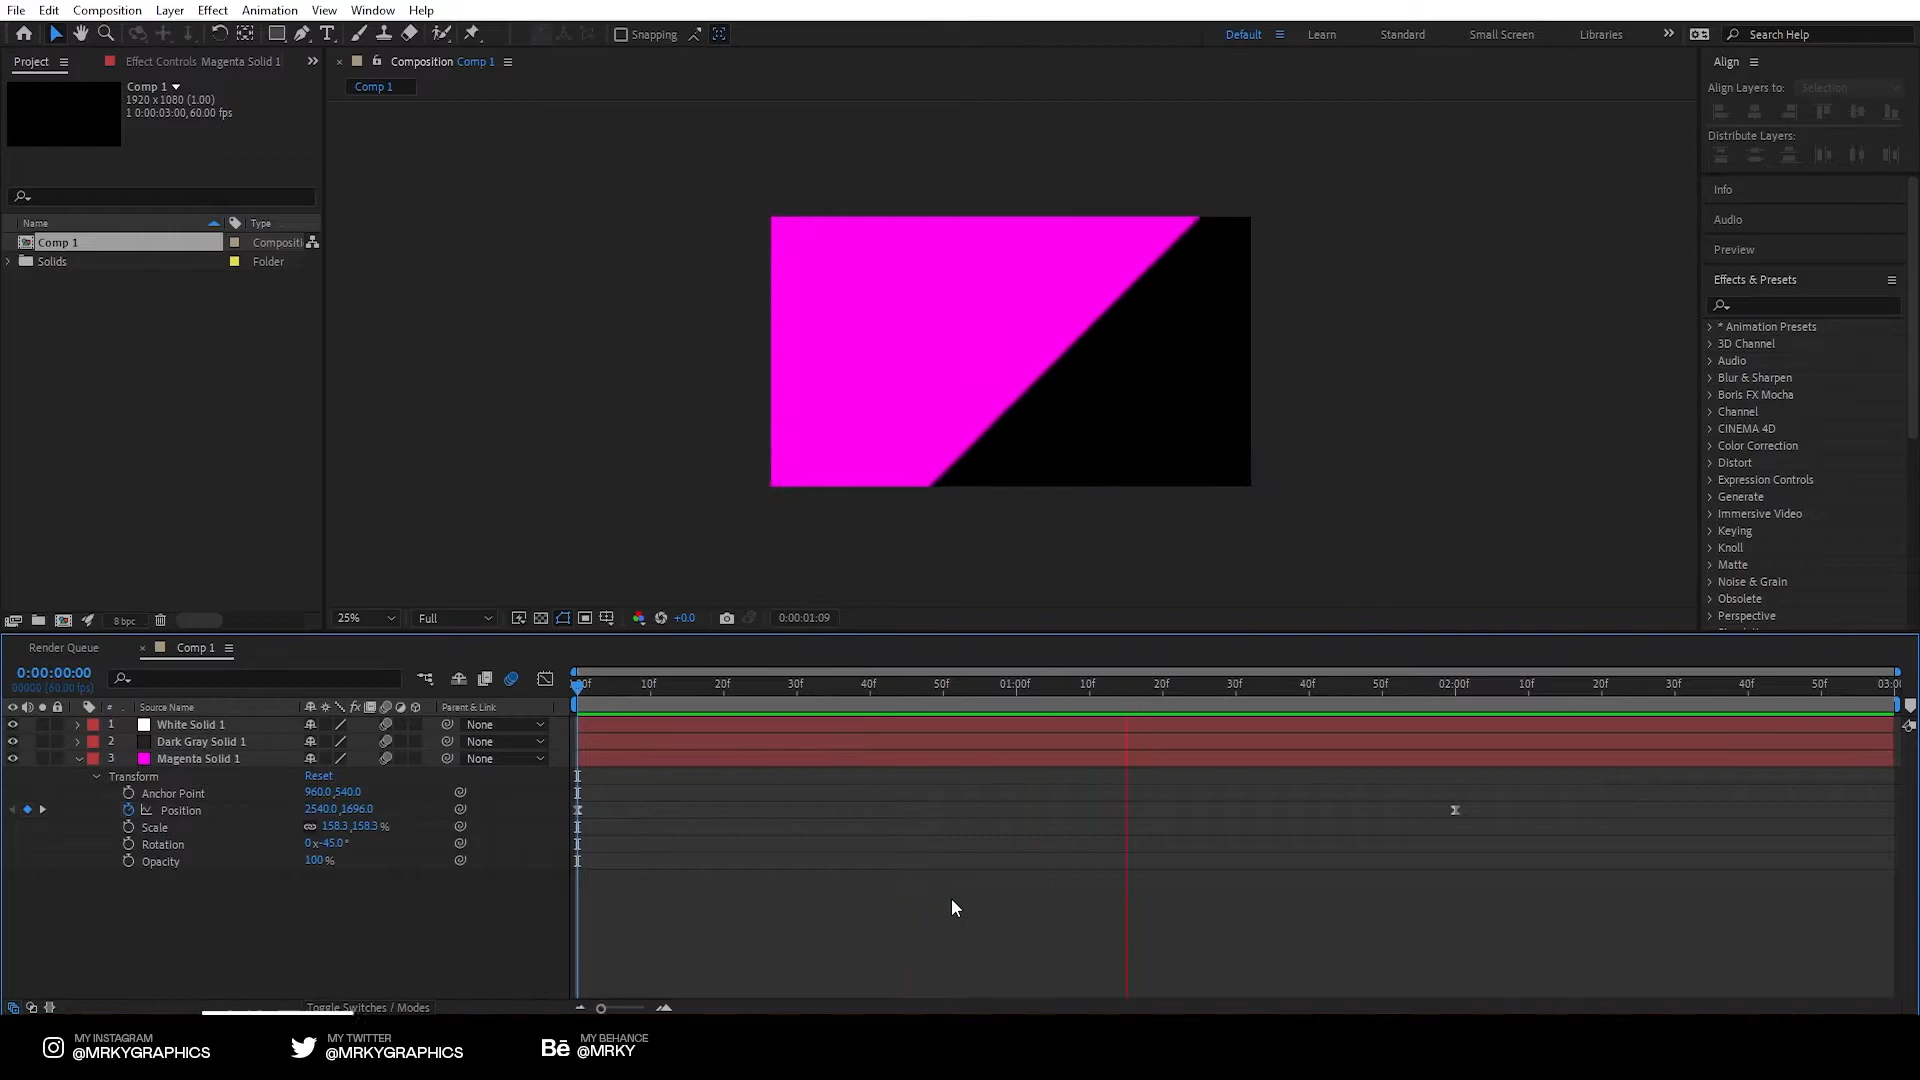 File Edit Composition Layer Effect Animation View Window Help
Snapping Default Learn Standard Small Screen Libraries Search Help
Project Effect Controls Magenta Solid 1
Composition Comp 1
Comp 1
Comp 1
1920 x 1080 (1.00)
1 0:00:03:00, 60.00 fps
Name Type
Comp 1 Compositi
Solids Folder
8 bpc
25% Full +0.0 0:00:01:09
Align
Align Layers to: Selection
Distribute Layers:
Info
Audio
Preview
Effects & Presets
* Animation Presets
3D Channel
Audio
Blur & Sharpen
Boris FX Mocha
Channel
CINEMA 4D
Color Correction
Distort
Expression Controls
Generate
Immersive Video
Keying
Knoll
Matte
Noise & Grain
Obsolete
Perspective
Render Queue Comp 1
0:00:00:00
00000 (60.00 fps)
10f 20f 30f 40f 50f 01:00f 10f 20f 30f 40f 50f 02:00f 10f 20f 30f 40f 50f
# Source Name fx Parent & Link
1 White Solid 1 None
2 Dark Gray Solid 1 None
3 Magenta Solid 1 None
Transform Reset
Anchor Point 960.0,540.0
Position 2540.0,1696.0
Scale 158.3,158.3 %
Rotation 0x-45.0°
Opacity 100 %
Toggle Switches / Modes
MY INSTAGRAM
@MRKYGRAPHICS
MY TWITTER
@MRKYGRAPHICS
Bē MY BEHANCE
@MRKY